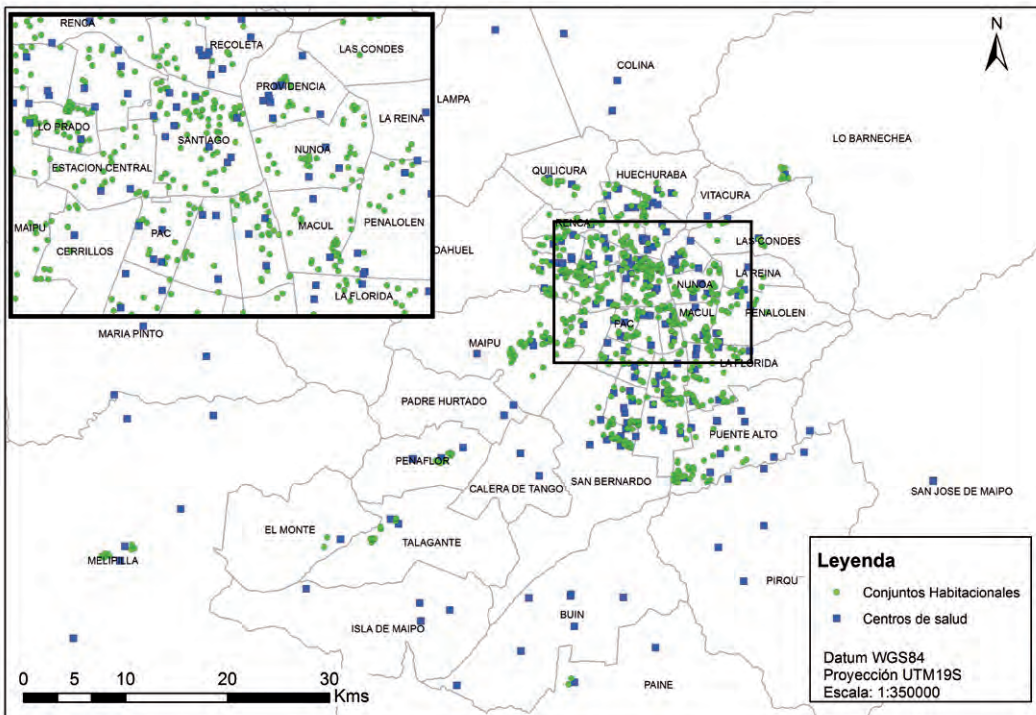 RENCA
RECOLETA
LAS CONDES
PROVIDENCIA
LA REINA
LO PRADO
SANTIAGO
NUNOA
ESTACION CENTRAL
MAIPU
CERRILLOS
PAC
MACUL
PENALOLEN
LA FLORIDA
N
COLINA
LAMPA
LO BARNECHEA
QUILICURA
HUECHURABA
VITACURA
RENCA
LAS CONDES
DAHUEL
LA REINA
NUNOA
MACUL
PENALOLEN
PAC
MARIA PINTO
MAIPU
LA FLORIDA
PADRE HURTADO
PUENTE ALTO
PENAFLOR
CALERA DE TANGO
SAN BERNARDO
SAN JOSE DE MAIPO
EL MONTE
TALAGANTE
MELIPILLA
PIRQU
ISLA DE MAIPO
BUIN
PAINE
Leyenda
Conjuntos Habitacionales
Centros de salud
Datum WGS84
Proyección UTM19S
Escala: 1:350000
0 5 10 20 30
Kms